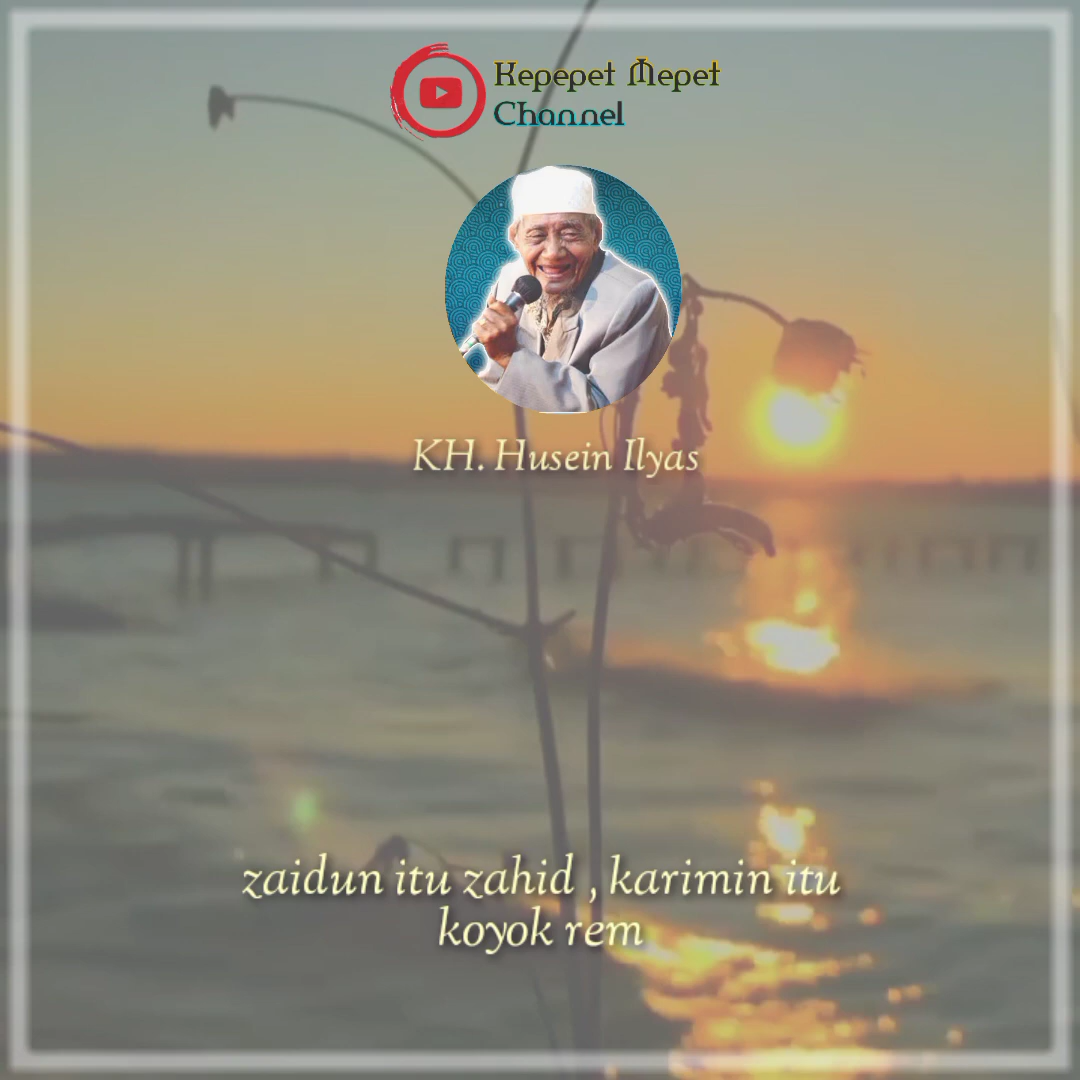 Kepepet Mepet
Channel
KH. Husein Ilyas
zaidun itu zahid , karimin itu
koyok rem